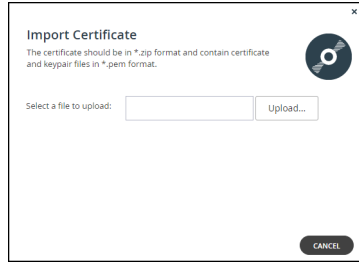 ×
Import Certificate
The certificate should be in *.zip format and contain certificate
and keypair files in *.pem format.
Select a file to upload:
Upload...
CANCEL